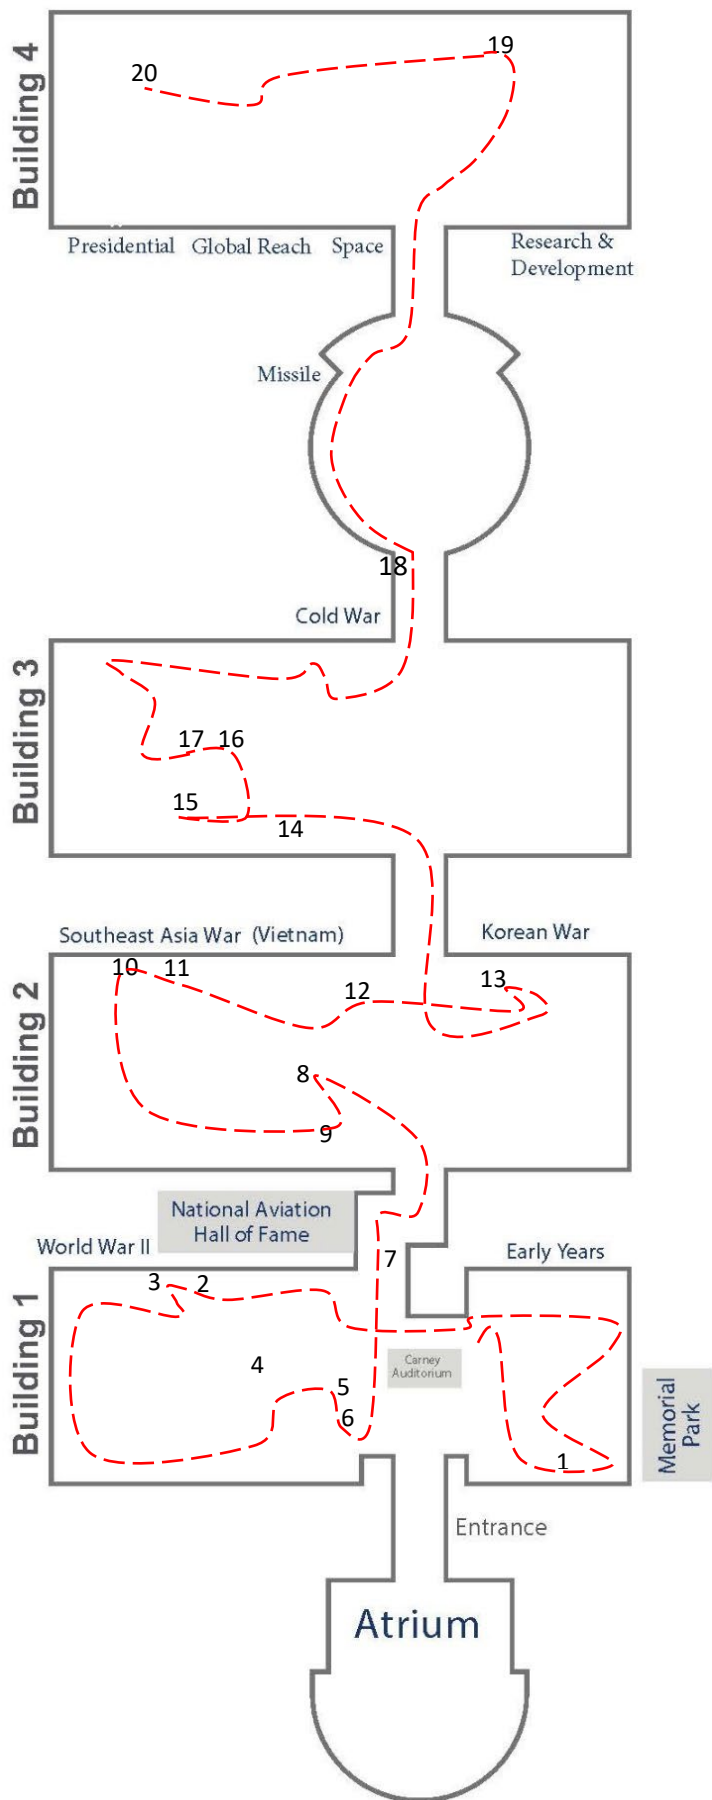 Building 4
20
19
Presidential
Global Reach
Space
Research &
Development
Missile
18
Cold War
Building 3
17
16
15
14
Southeast Asia War (Vietnam)
Korean War
Building 2
10
11
12
13
8
9
National Aviation
Hall of Fame
World War II
7
Early Years
Building 1
3
2
4
5
6
Carney
Auditorium
1
Memorial
Park
Entrance
Atrium